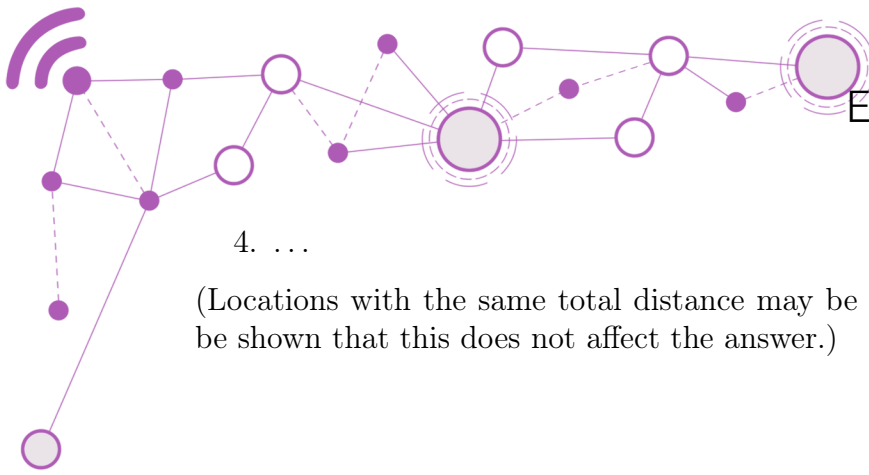 E
4. ...
(Locations with the same total distance may be
be shown that this does not affect the answer.)